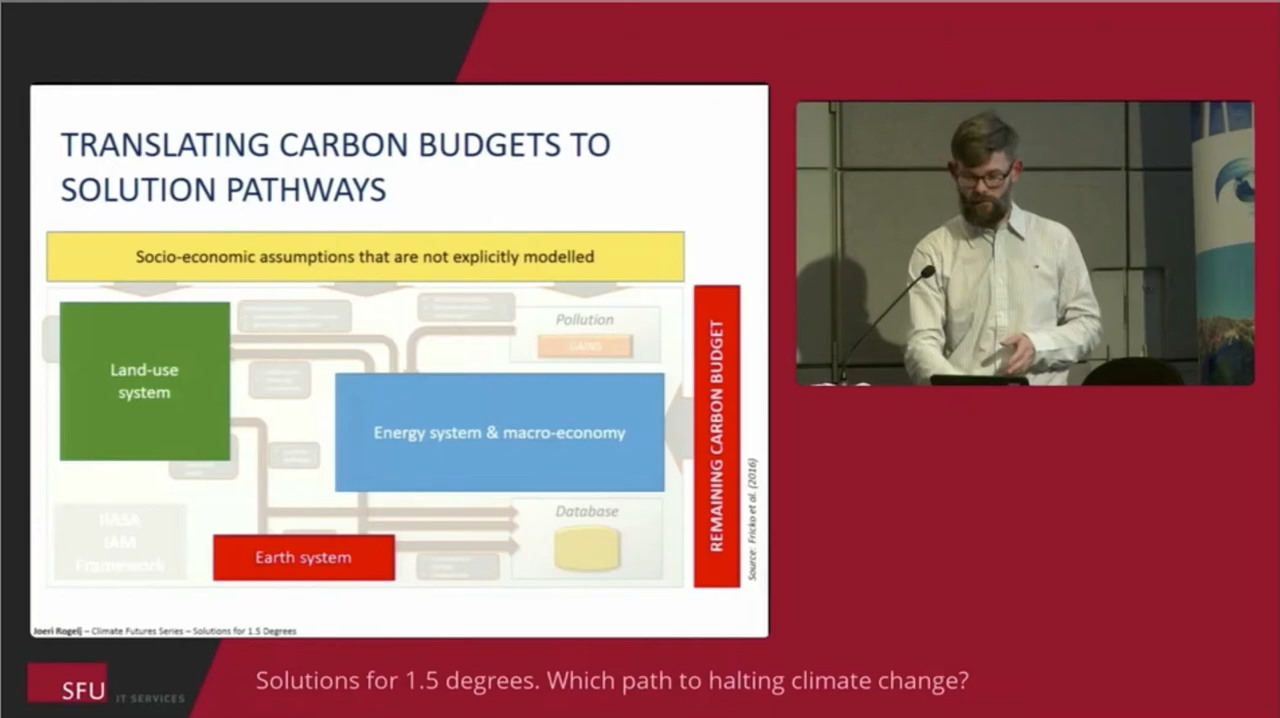 TRANSLATING CARBON BUDGETS TO
SOLUTION PATHWAYS
Socio-economic assumptions that are not explicitly modelled
Land-use
system
Pollution
GAINS
Energy system & macro-economy
REMAINING CARBON BUDGET
Source: Fricko et al. (2016)
Database
IIASA
IAM
Framework
Earth system
Joeri Rogelj – Climate Futures Series – Solutions for 1.5 Degrees
SFU IT SERVICES
Solutions for 1.5 degrees. Which path to halting climate change?